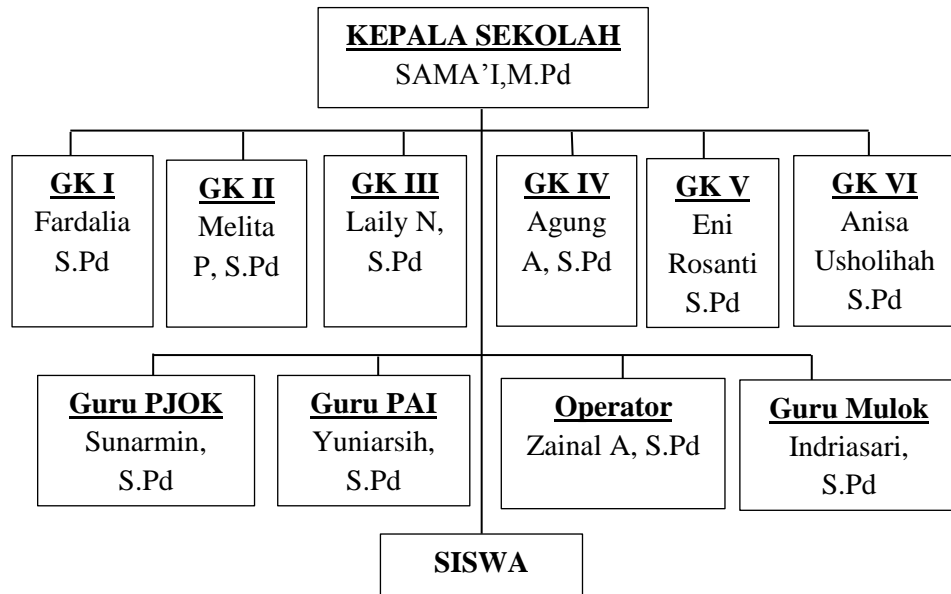 KEPALA SEKOLAH
SAMA’I,M.Pd
GK I
Fardalia
S.Pd
GK II
Melita
P, S.Pd
GK III
Laily N,
S.Pd
GK IV
Agung
A, S.Pd
GK V
Eni
Rosanti
S.Pd
GK VI
Anisa
Usholihah
S.Pd
Guru PJOK
Sunarmin,
S.Pd
Guru PAI
Yuniarsih,
S.Pd
Operator
Zainal A, S.Pd
Guru Mulok
Indriasari,
S.Pd
SISWA